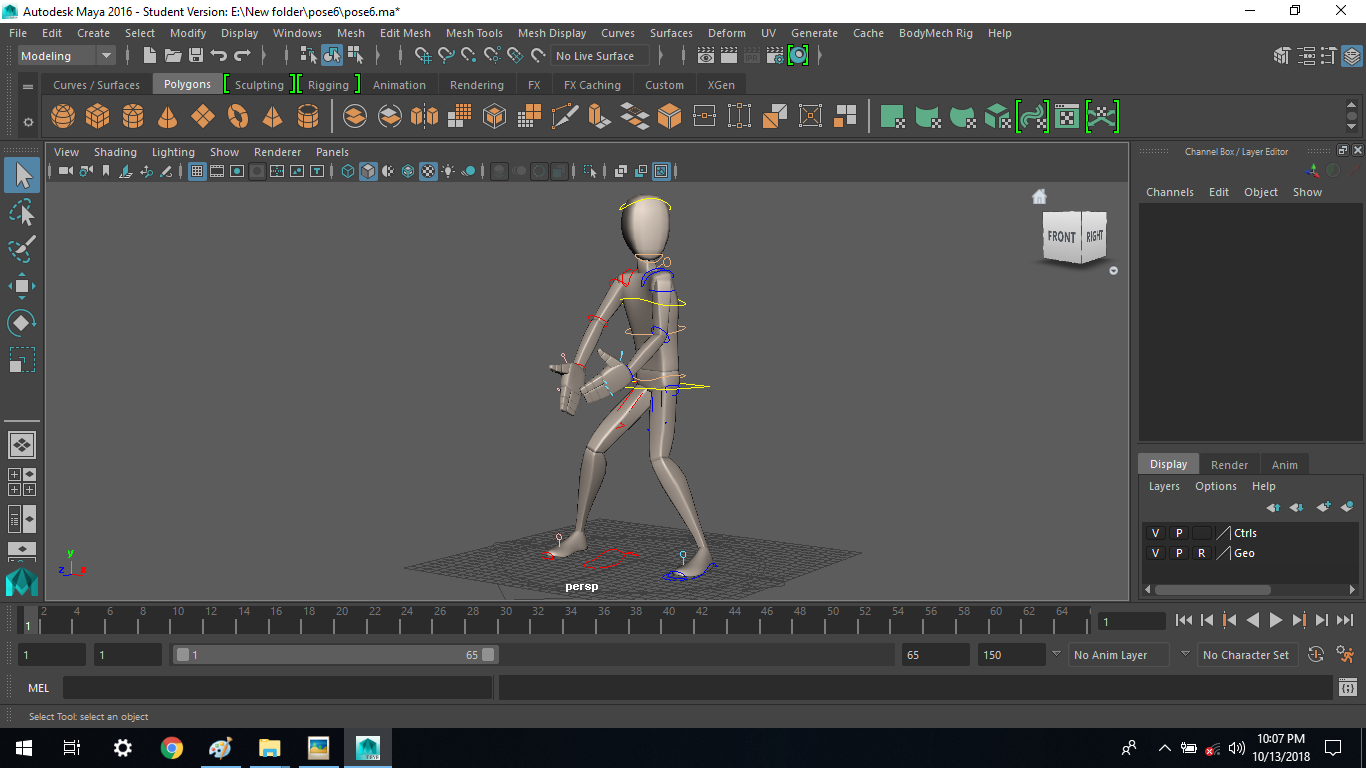 Autodesk Maya 2016 - Student Version: E:\New folder\pose6\pose6.ma*
File Edit Create Select Modify Display Windows Mesh Edit Mesh Mesh Tools Mesh Display Curves Surfaces Deform UV Generate Cache BodyMech Rig Help
Modeling No Live Surface
Curves / Surfaces Polygons Sculpting Rigging Animation Rendering FX FX Caching Custom XGen
View Shading Lighting Show Renderer Panels
Channel Box / Layer Editor
Channels Edit Object Show
FRONT RIGHT
Display Render Anim
Layers Options Help
V P Ctrls
V P R Geo
y
z x
persp
2 4 6 8 10 12 14 16 18 20 22 24 26 28 30 32 34 36 38 40 42 44 46 48 50 52 54 56 58 60 62 64
1 1
1 1 1 65 65 150 No Anim Layer No Character Set
MEL
Select Tool: select an object
10:07 PM
10/13/2018